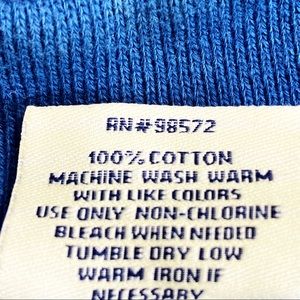 RN#98572
100% COTTON
MACHINE WASH WARM
WITH LIKE COLORS
USE ONLY NON-CHLORINE
BLEACH WHEN NEEDED
TUMBLE DRY LOW
WARM IRON IF
NECESSARY